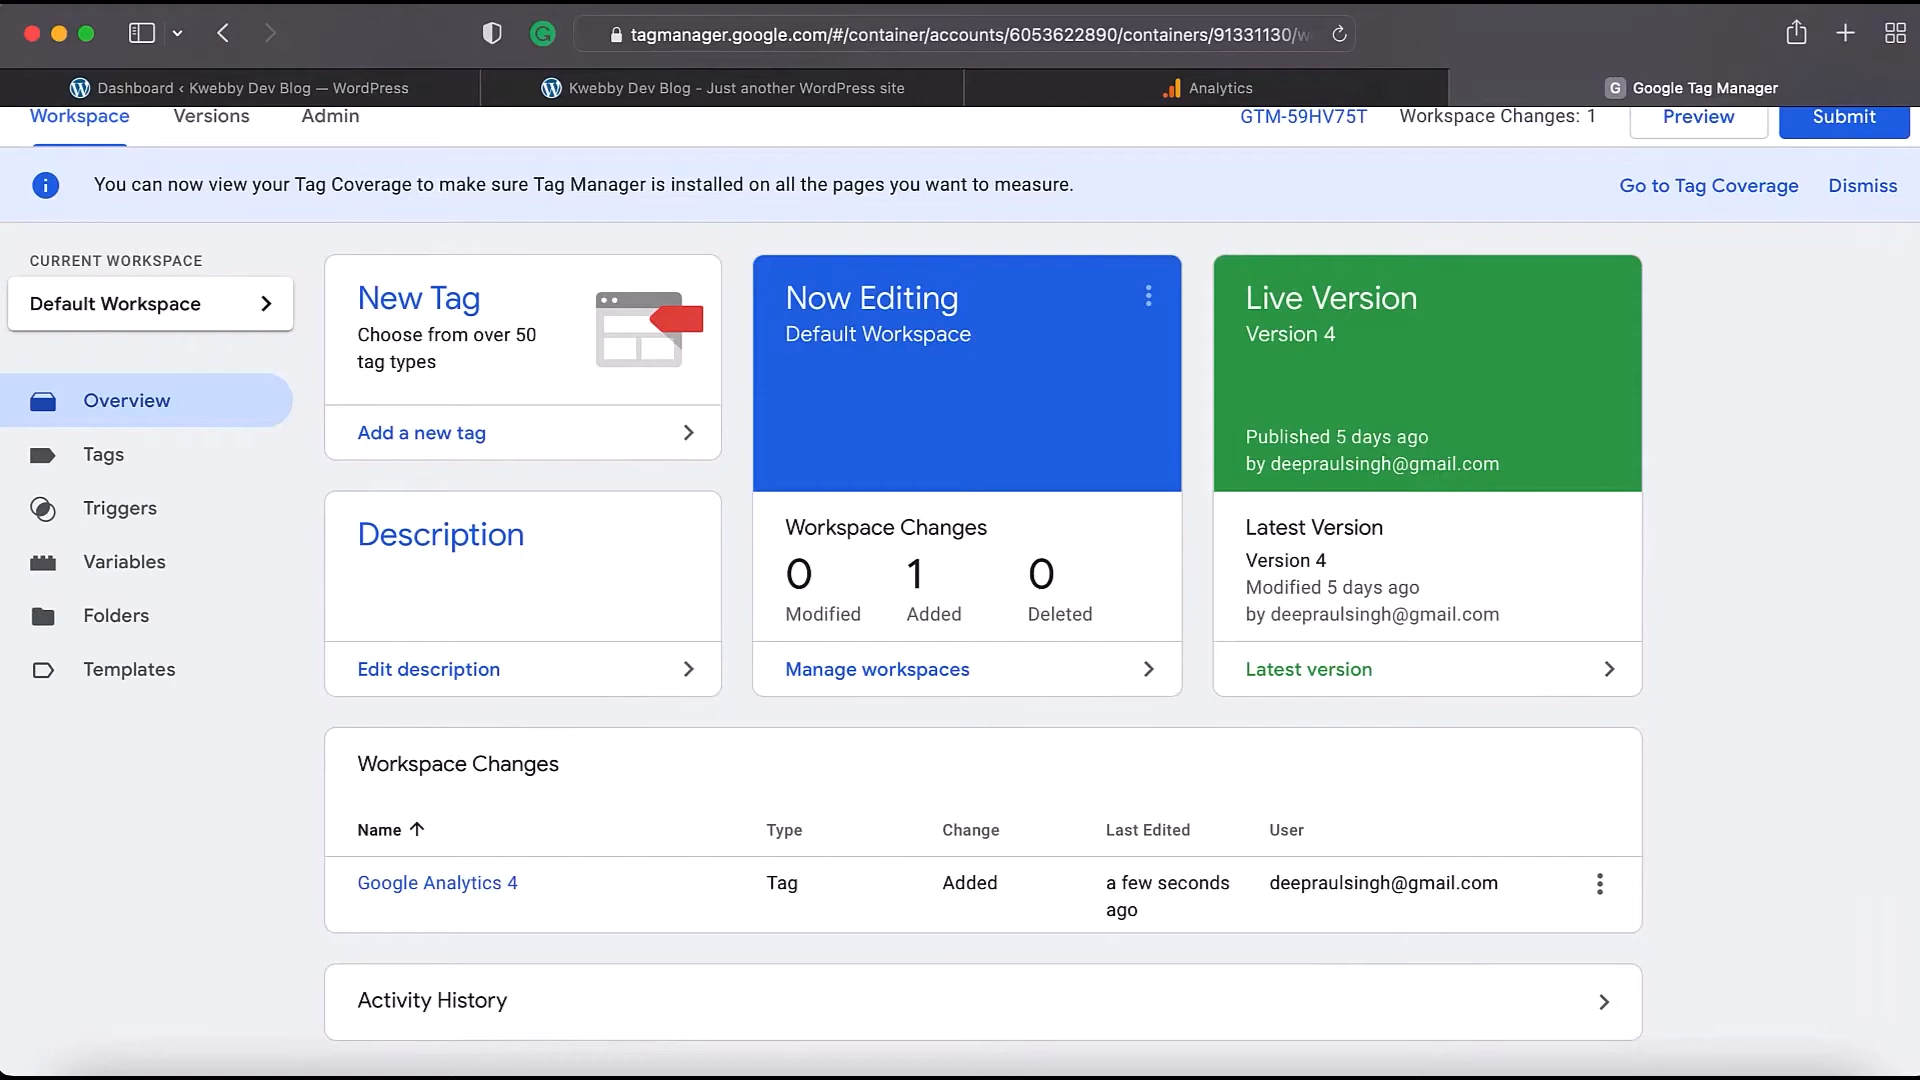 tagmanager.google.com/#/container/accounts/6053622890/containers/91331130/w
Dashboard ‹ Kwebby Dev Blog — WordPress
Kwebby Dev Blog - Just another WordPress site
Analytics
G Google Tag Manager
Workspace
Versions
Admin
GTM-59HV75T
Workspace Changes: 1
Preview
Submit
You can now view your Tag Coverage to make sure Tag Manager is installed on all the pages you want to measure.
Go to Tag Coverage
Dismiss
CURRENT WORKSPACE
Default Workspace
Overview
Tags
Triggers
Variables
Folders
Templates
New Tag
Choose from over 50
tag types
Add a new tag
Description
Edit description
Now Editing
Default Workspace
Workspace Changes
0 1 0
Modified Added Deleted
Manage workspaces
Live Version
Version 4
Published 5 days ago
by deepraulsingh@gmail.com
Latest Version
Version 4
Modified 5 days ago
by deepraulsingh@gmail.com
Latest version
Workspace Changes
Name Type Change Last Edited User
Google Analytics 4 Tag Added a few seconds deepraulsingh@gmail.com
ago
Activity History